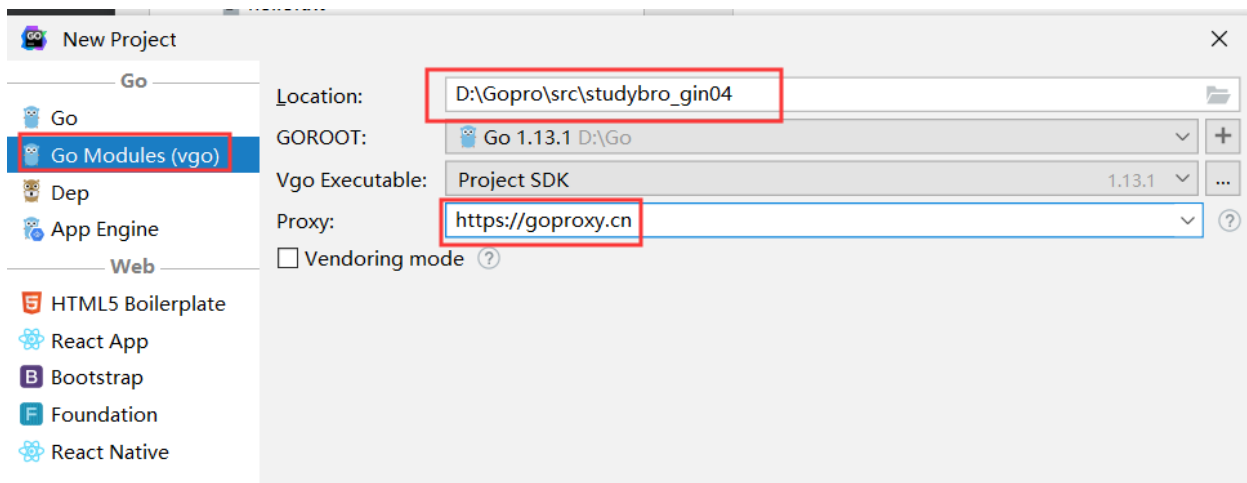 New Project
Go
Go
Go Modules (vgo)
Dep
App Engine
Web
HTML5 Boilerplate
React App
Bootstrap
Foundation
React Native
Location: D:\Gopro\src\studybro_gin04
GOROOT: Go 1.13.1 D:\Go
Vgo Executable: Project SDK 1.13.1 ...
Proxy: https://goproxy.cn
Vendoring mode